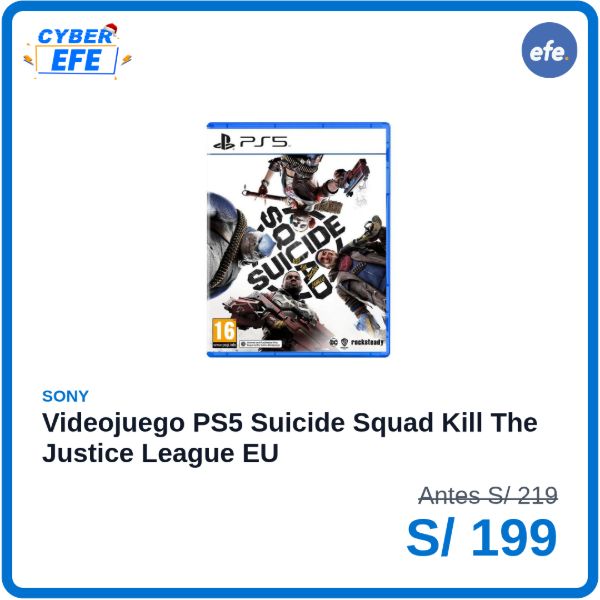 CYBER
EFE
efe.
PS5
SUICIDE
SQUAD
16
DC
rocksteady
SONY
Videojuego PS5 Suicide Squad Kill The
Justice League EU
Antes S/ 219
S/ 199